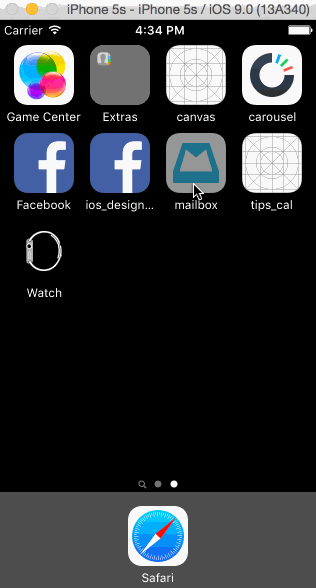 iPhone 5s - iPhone 5s / iOS 9.0 (13A340)
Carrier 4:34 PM
Game Center Extras canvas carousel
Facebook ios_design... mailbox tips_cal
Watch
Safari